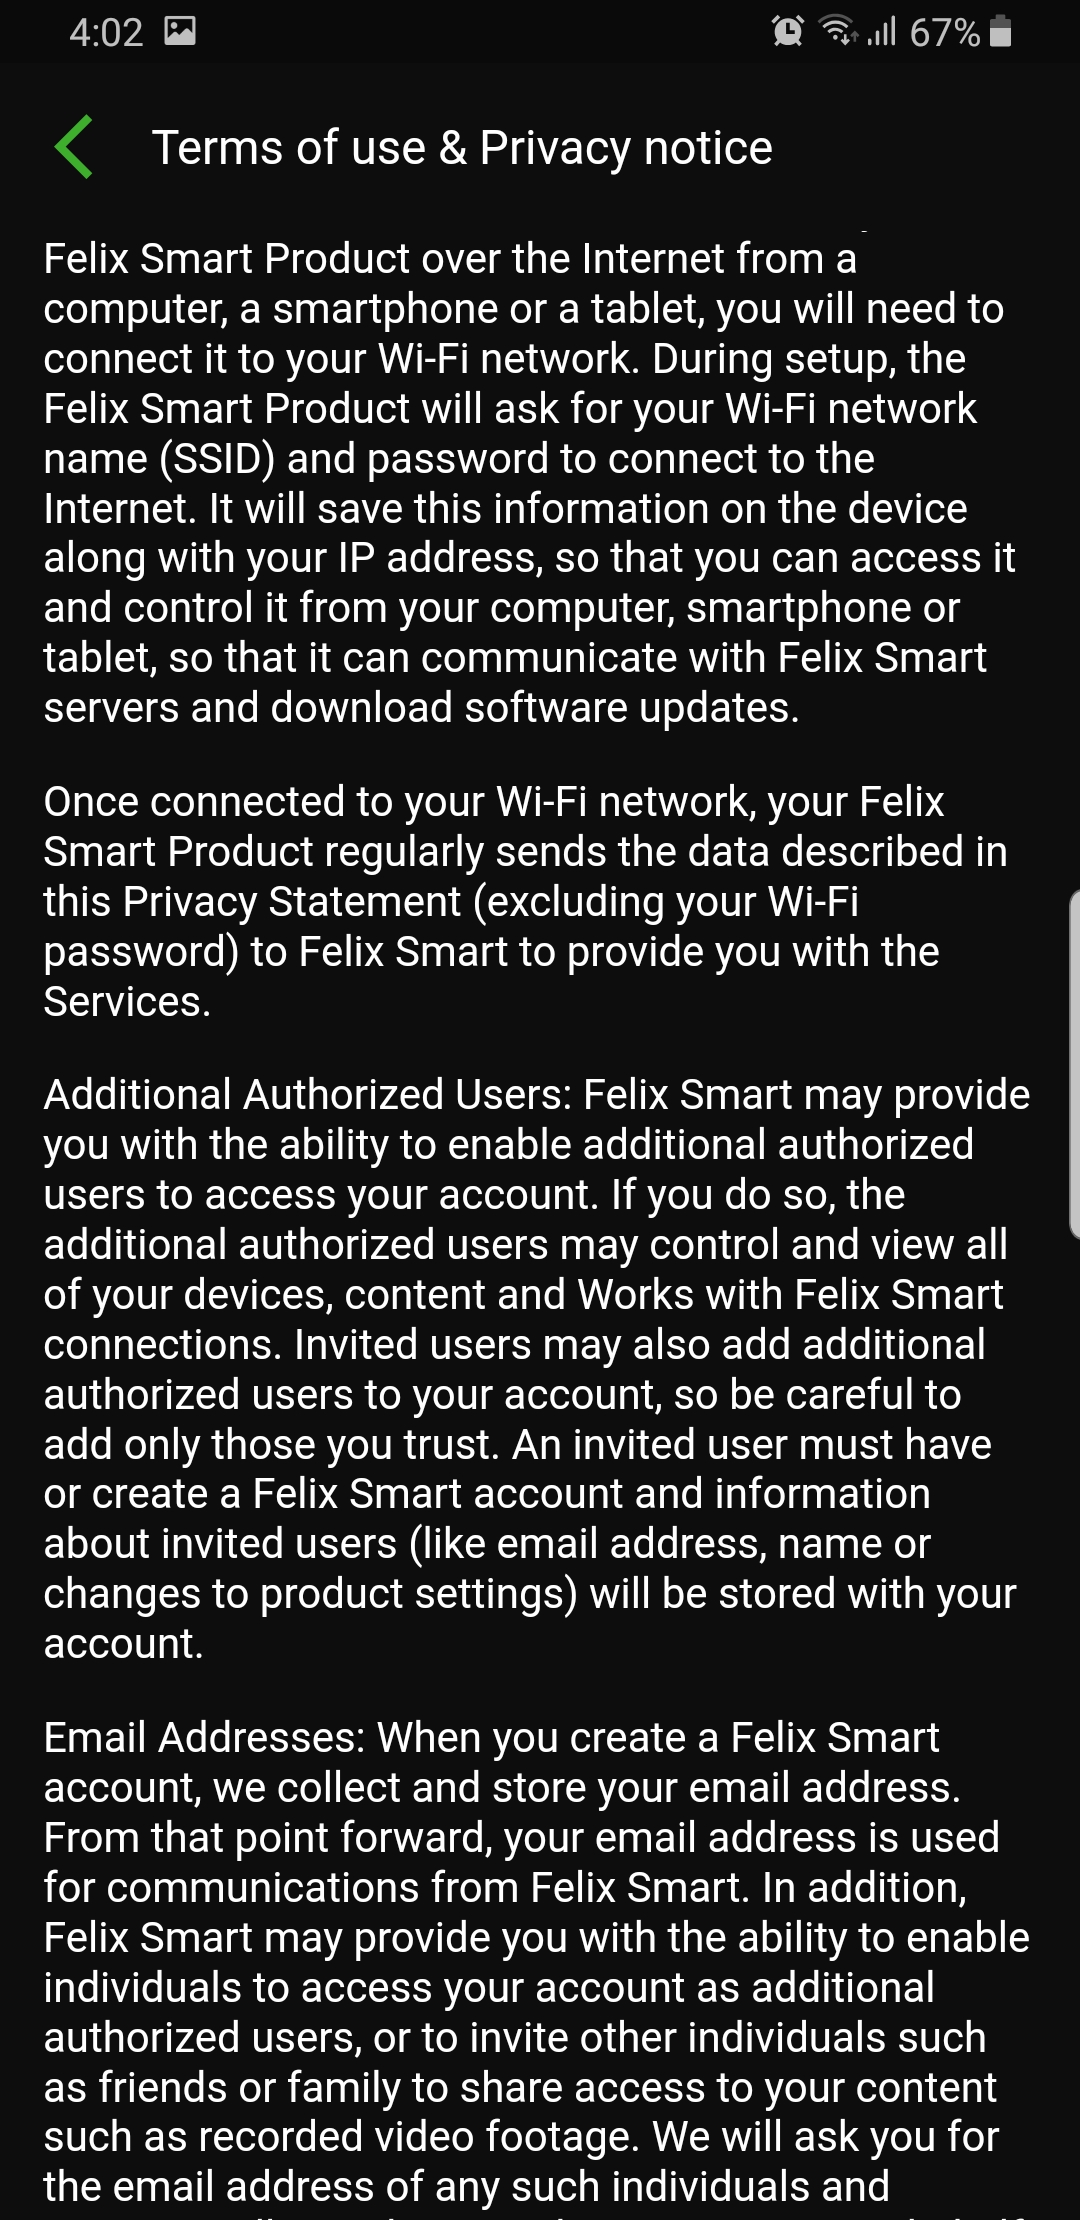 4:02
67%
Terms of use & Privacy notice
Felix Smart Product over the Internet from a
computer, a smartphone or a tablet, you will need to
connect it to your Wi-Fi network. During setup, the
Felix Smart Product will ask for your Wi-Fi network
name (SSID) and password to connect to the
Internet. It will save this information on the device
along with your IP address, so that you can access it
and control it from your computer, smartphone or
tablet, so that it can communicate with Felix Smart
servers and download software updates.
Once connected to your Wi-Fi network, your Felix
Smart Product regularly sends the data described in
this Privacy Statement (excluding your Wi-Fi
password) to Felix Smart to provide you with the
Services.
Additional Authorized Users: Felix Smart may provide
you with the ability to enable additional authorized
users to access your account. If you do so, the
additional authorized users may control and view all
of your devices, content and Works with Felix Smart
connections. Invited users may also add additional
authorized users to your account, so be careful to
add only those you trust. An invited user must have
or create a Felix Smart account and information
about invited users (like email address, name or
changes to product settings) will be stored with your
account.
Email Addresses: When you create a Felix Smart
account, we collect and store your email address.
From that point forward, your email address is used
for communications from Felix Smart. In addition,
Felix Smart may provide you with the ability to enable
individuals to access your account as additional
authorized users, or to invite other individuals such
as friends or family to share access to your content
such as recorded video footage. We will ask you for
the email address of any such individuals and